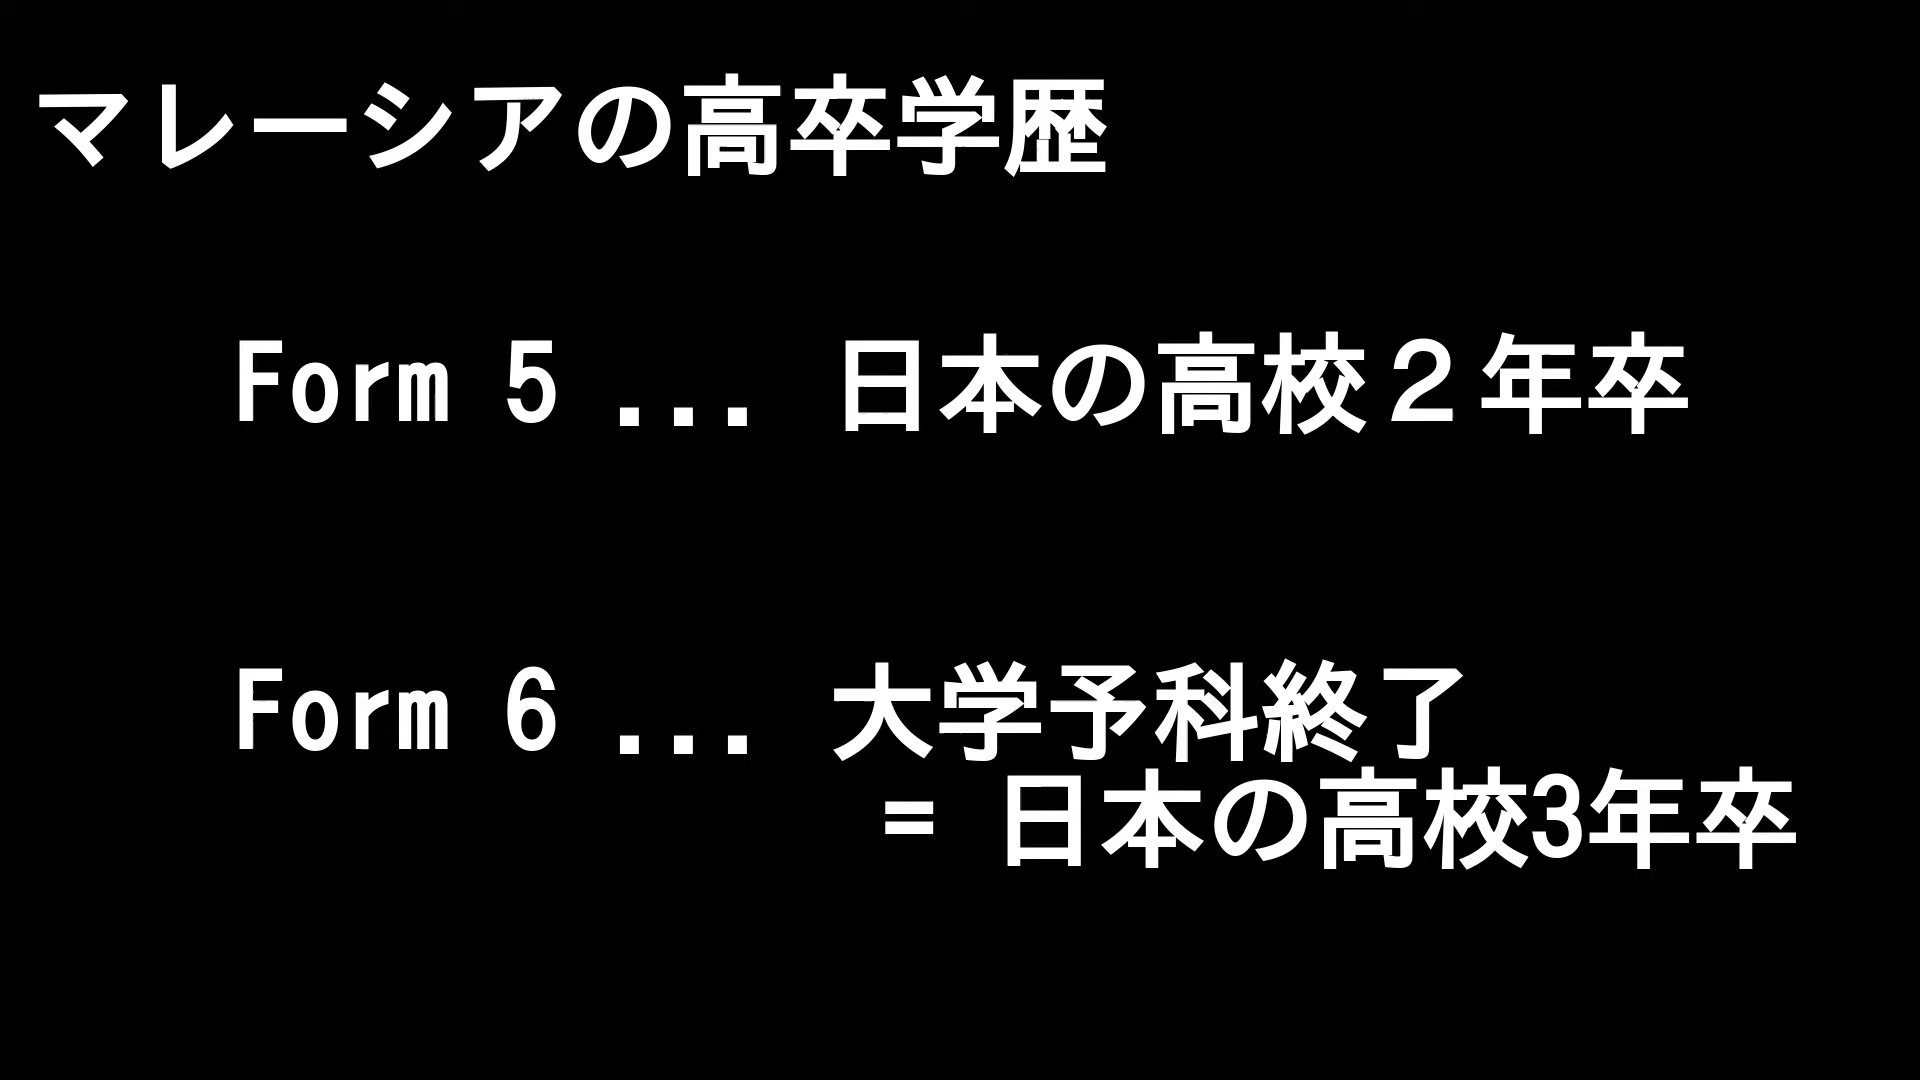 マレーシアの高卒学歴
Form 5 ... 日本の高校２年卒
Form 6 ... 大学予科終了
= 日本の高校3年卒